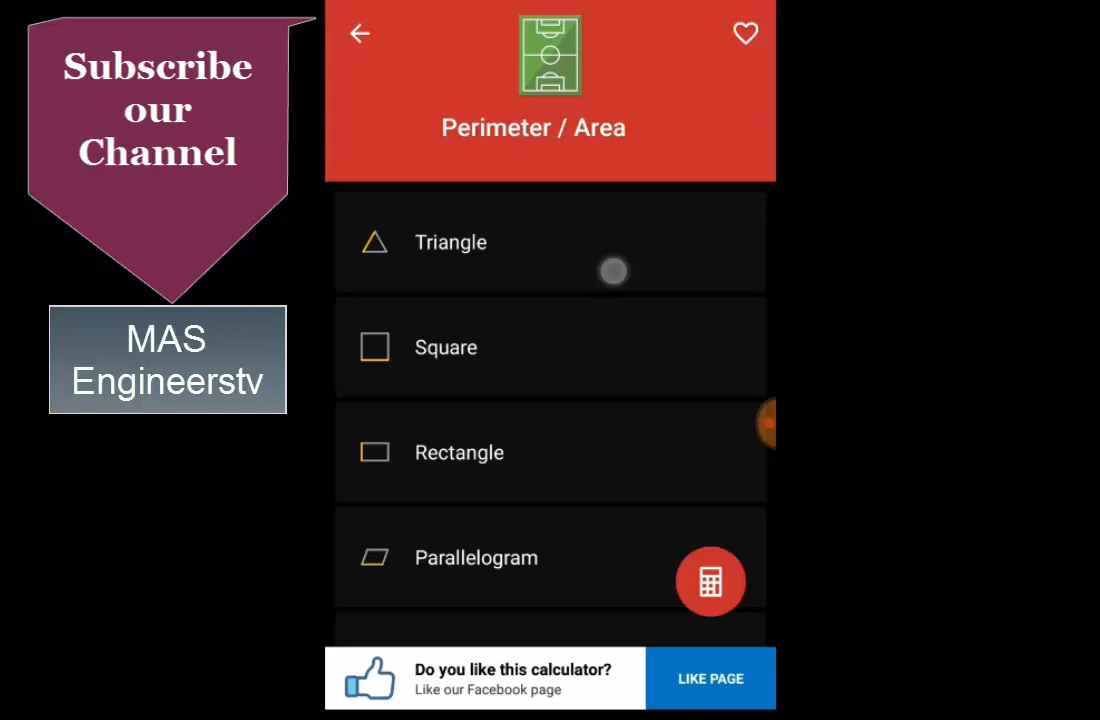 Subscribe
our
Channel
MAS
Engineerstv
Perimeter / Area
Triangle
Square
Rectangle
Parallelogram
Do you like this calculator?
Like our Facebook page
LIKE PAGE